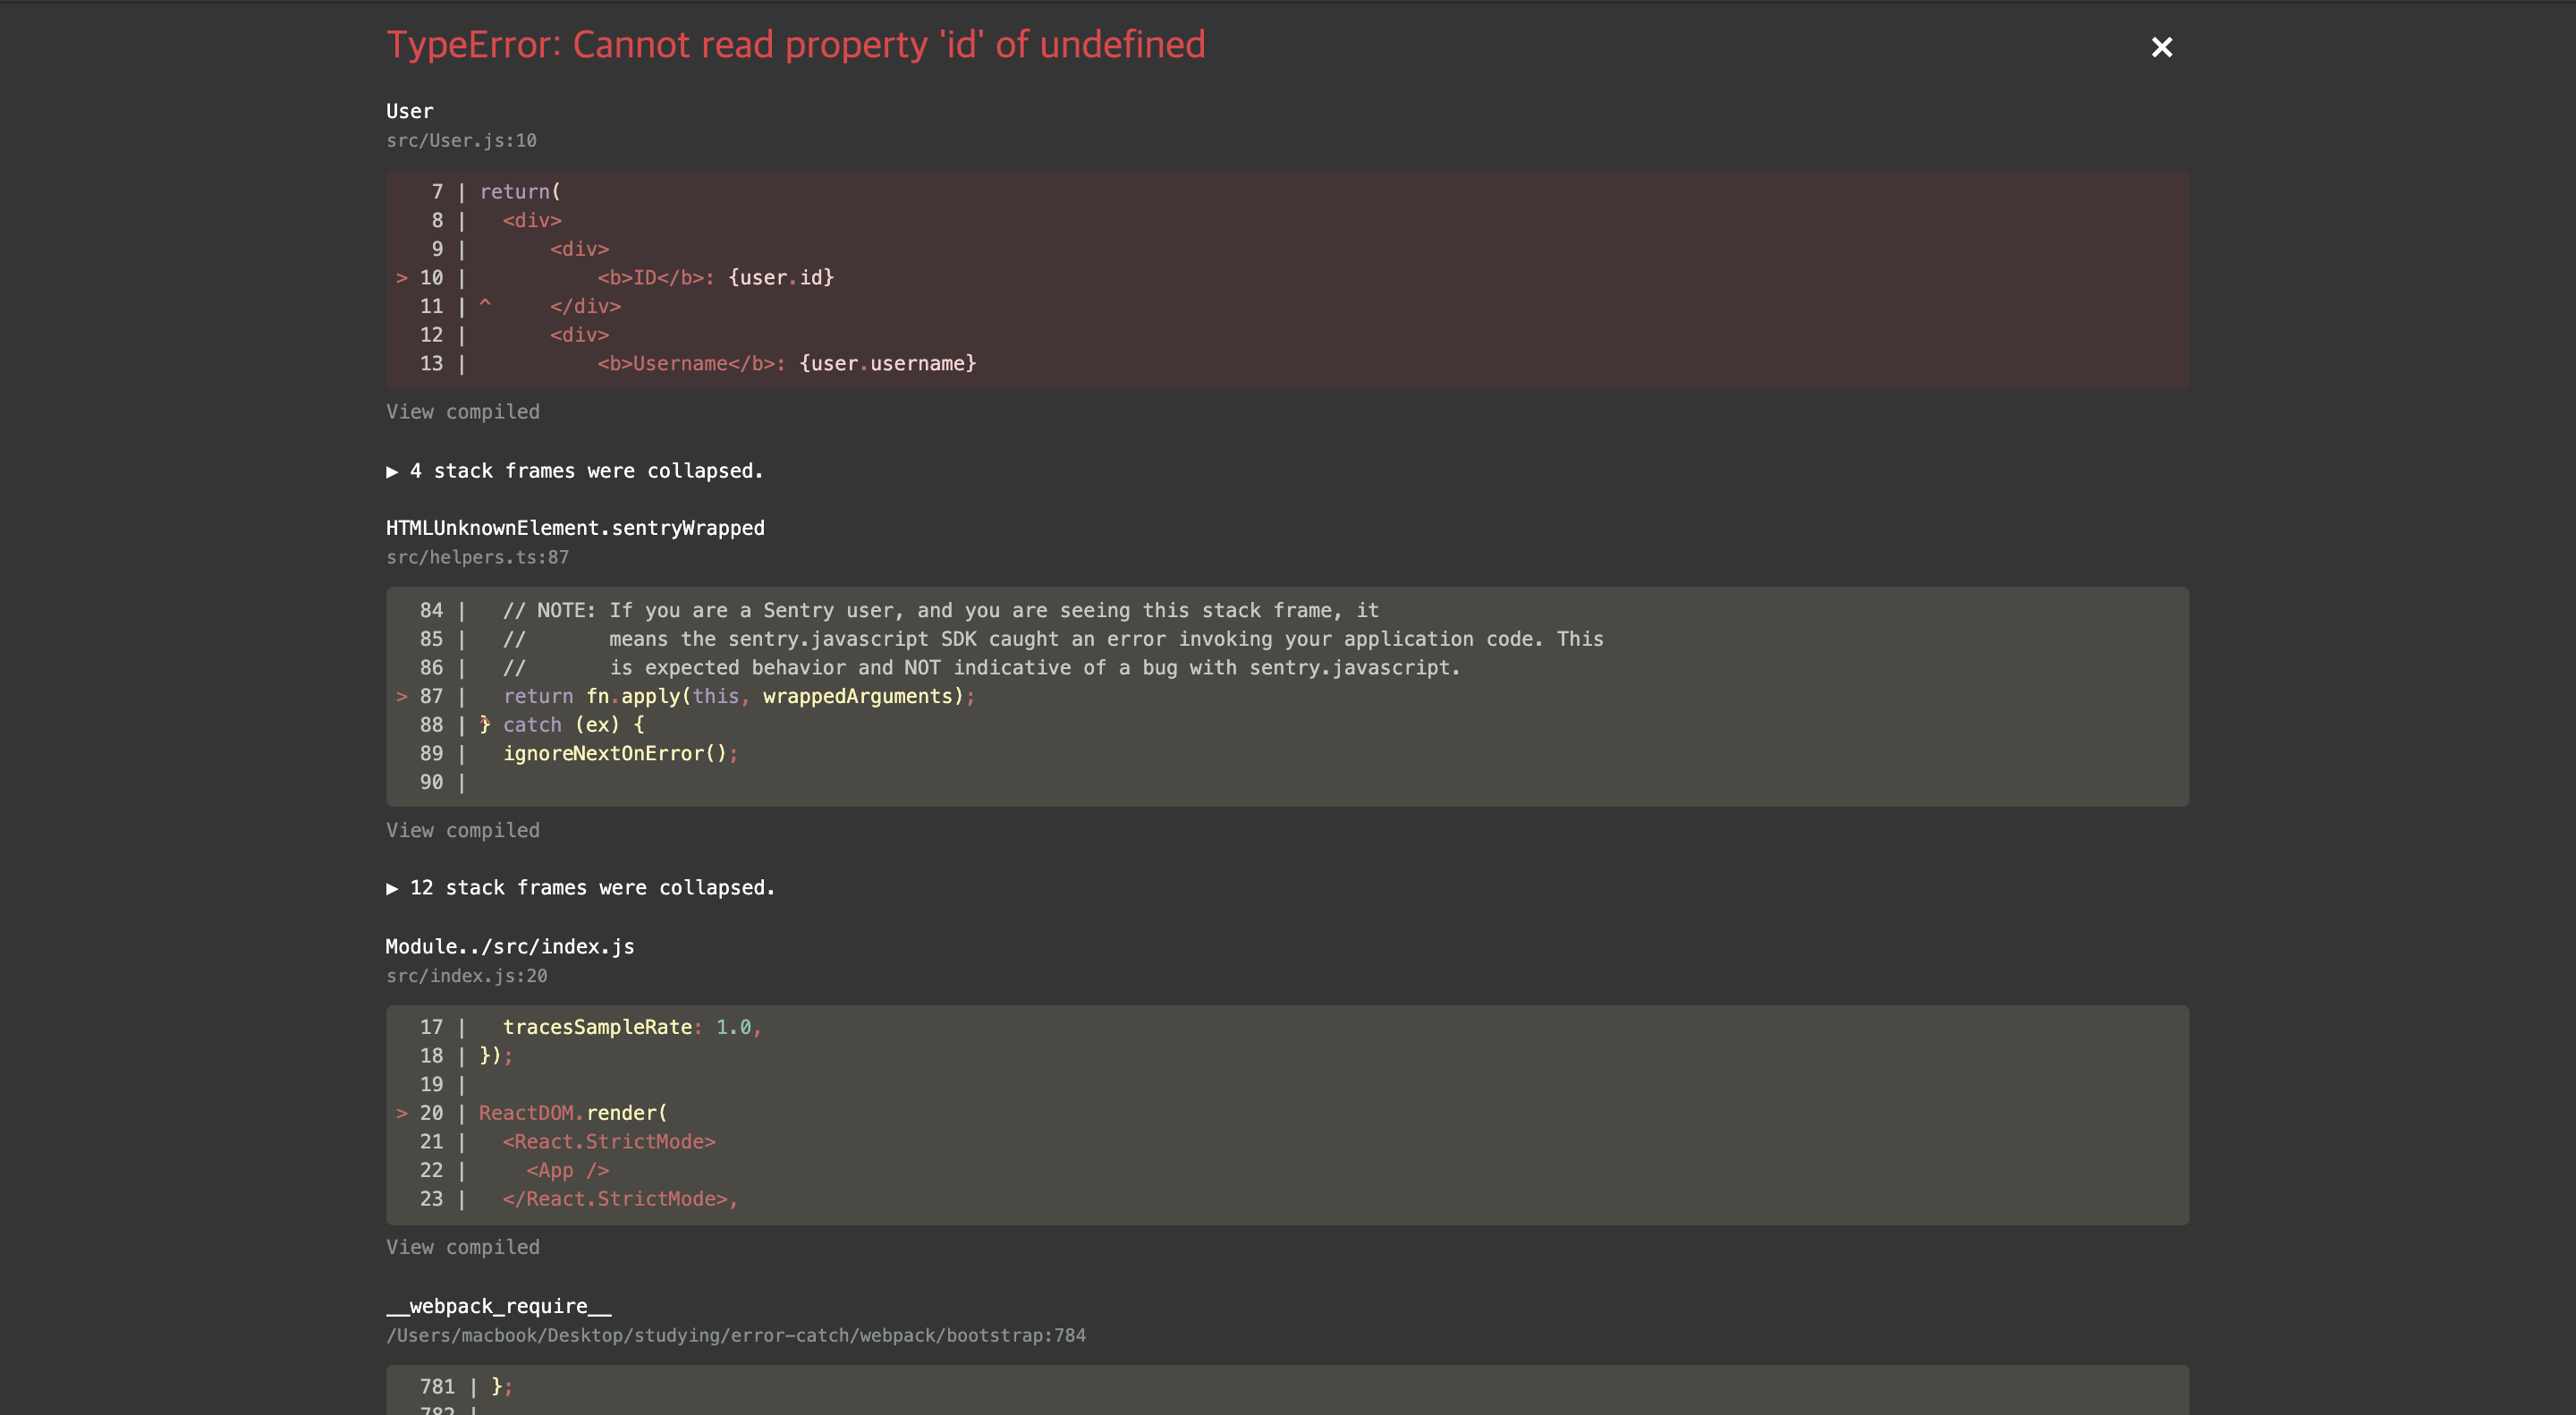 TypeError: Cannot read property 'id' of undefined
×
User
src/User.js:10
7 | return(
8 |   <div>
9 |       <div>
> 10 |           <b>ID</b>: {user.id}
11 | ^     </div>
12 |       <div>
13 |           <b>Username</b>: {user.username}
View compiled
▶ 4 stack frames were collapsed.
HTMLUnknownElement.sentryWrapped
src/helpers.ts:87
84 |   // NOTE: If you are a Sentry user, and you are seeing this stack frame, it
85 |   //       means the sentry.javascript SDK caught an error invoking your application code. This
86 |   //       is expected behavior and NOT indicative of a bug with sentry.javascript.
> 87 |   return fn.apply(this, wrappedArguments);
88 | } catch (ex) {
89 |   ignoreNextOnError();
90 |
View compiled
▶ 12 stack frames were collapsed.
Module../src/index.js
src/index.js:20
17 |   tracesSampleRate: 1.0,
18 | });
19 |
> 20 | ReactDOM.render(
21 |   <React.StrictMode>
22 |     <App />
23 |   </React.StrictMode>,
View compiled
__webpack_require__
/Users/macbook/Desktop/studying/error-catch/webpack/bootstrap:784
781 | };
782 |